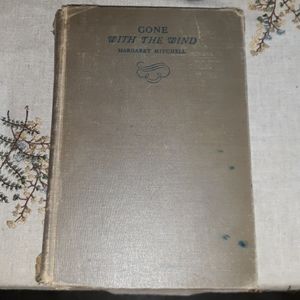 GONE
WITH THE WIND
MARGARET MITCHELL